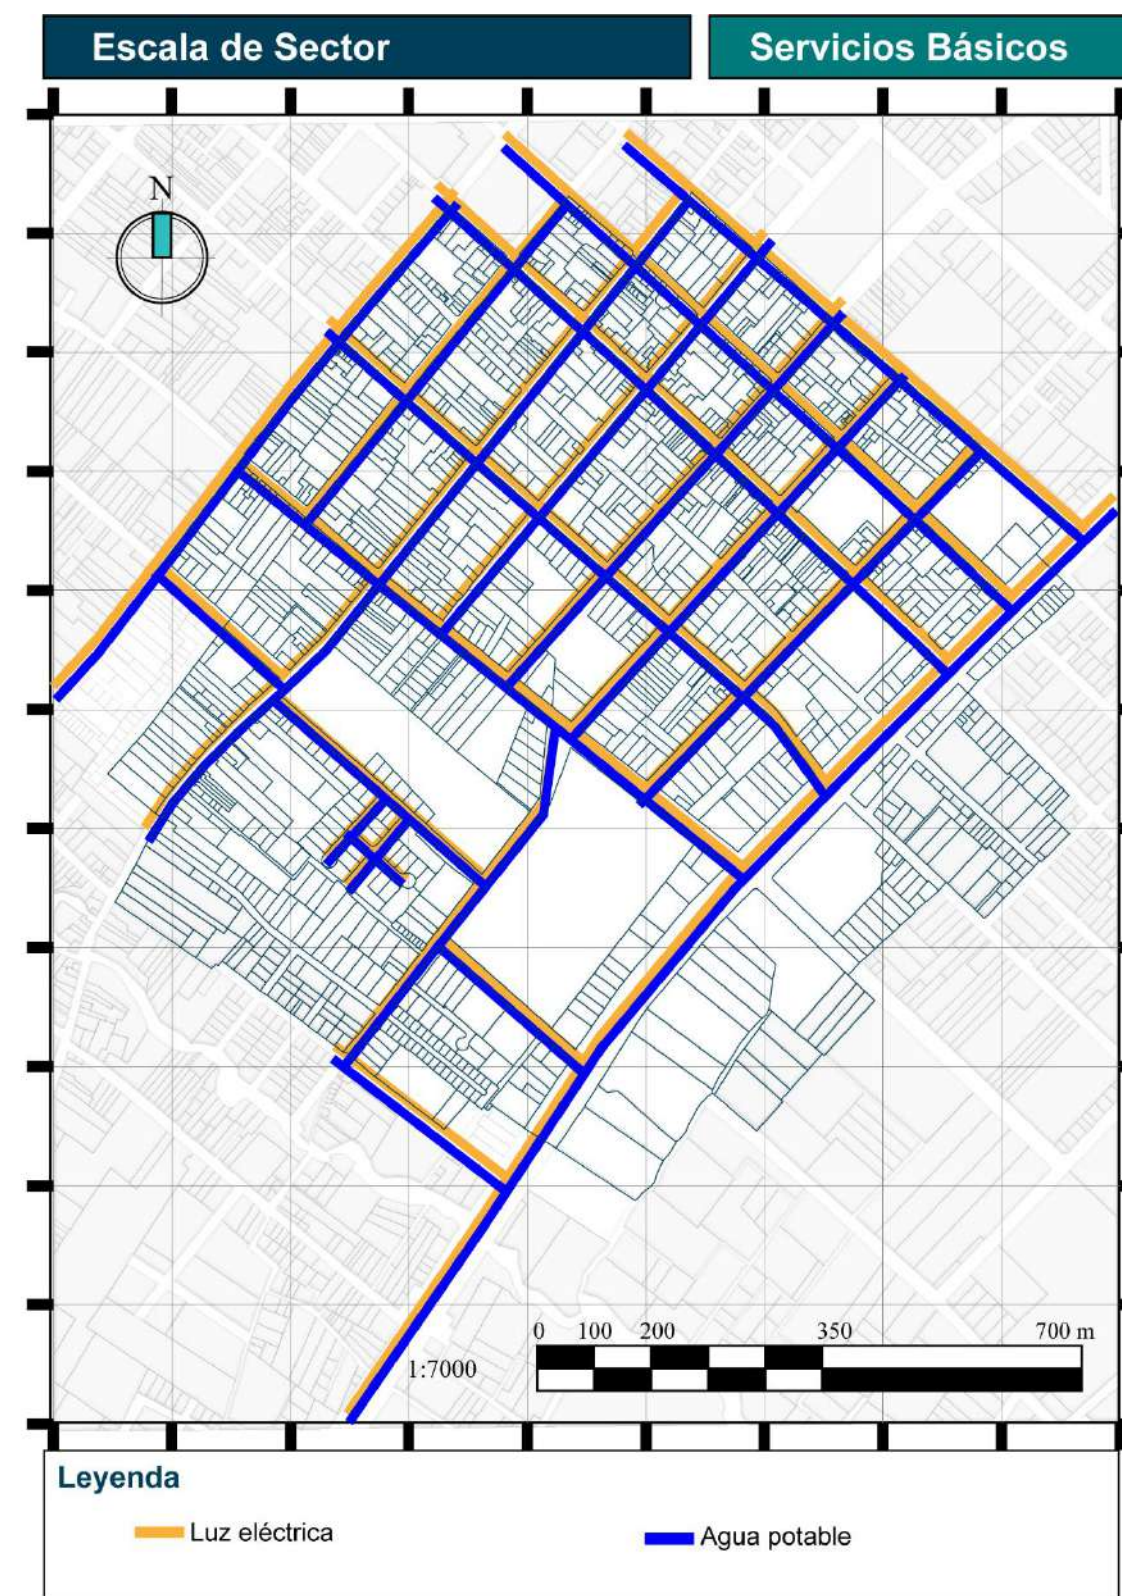 Escala de Sector
Servicios Básicos
N
0 100 200 350 700 m
1:7000
Leyenda
Luz eléctrica
Agua potable